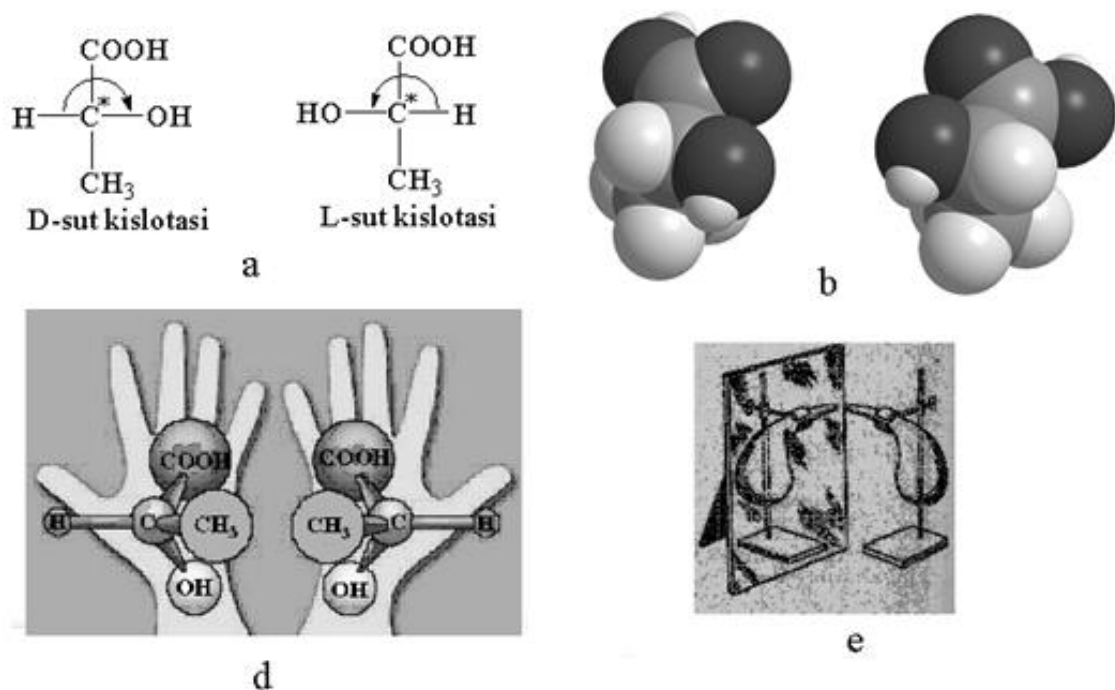 COOH
H C* OH
CH₃
D-sut kislotasi
COOH
HO C* H
CH₃
L-sut kislotasi
a
b
COOH
H C CH₃
OH
COOH
CH₃ C H
OH
d
e